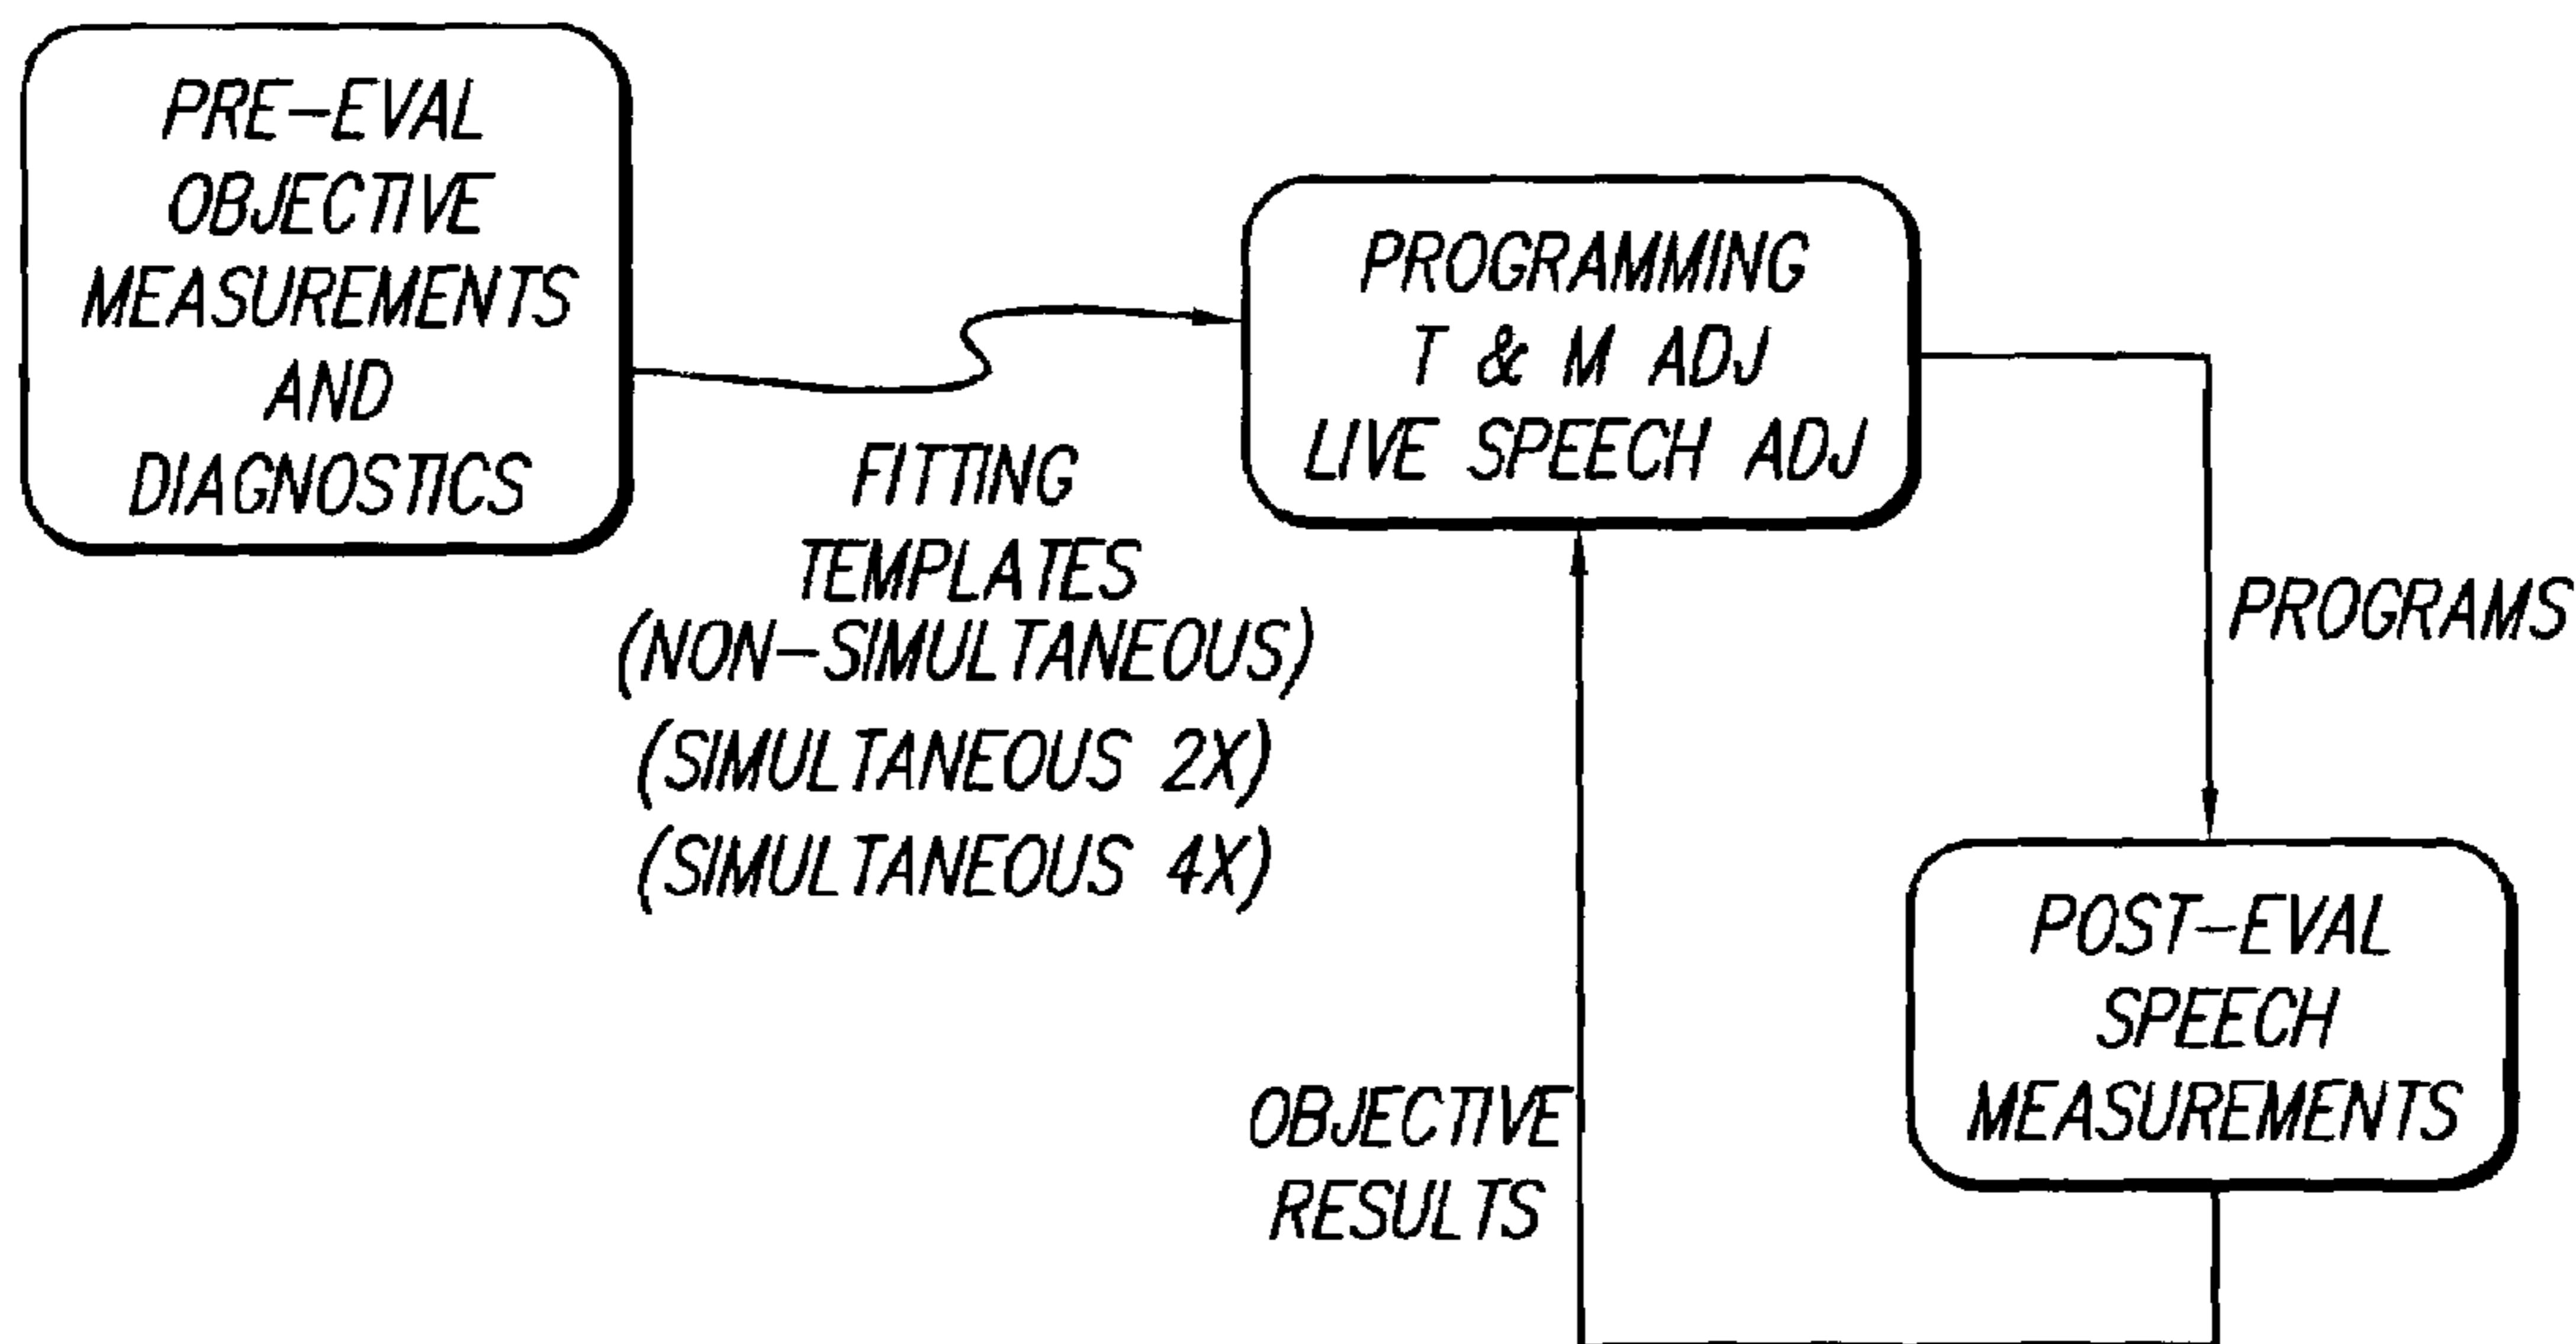 PRE-EVAL
OBJECTIVE
MEASUREMENTS
AND
DIAGNOSTICS
FITTING
TEMPLATES
(NON-SIMULTANEOUS)
(SIMULTANEOUS 2X)
(SIMULTANEOUS 4X)
PROGRAMMING
T & M ADJ
LIVE SPEECH ADJ
PROGRAMS
POST-EVAL
SPEECH
MEASUREMENTS
OBJECTIVE
RESULTS